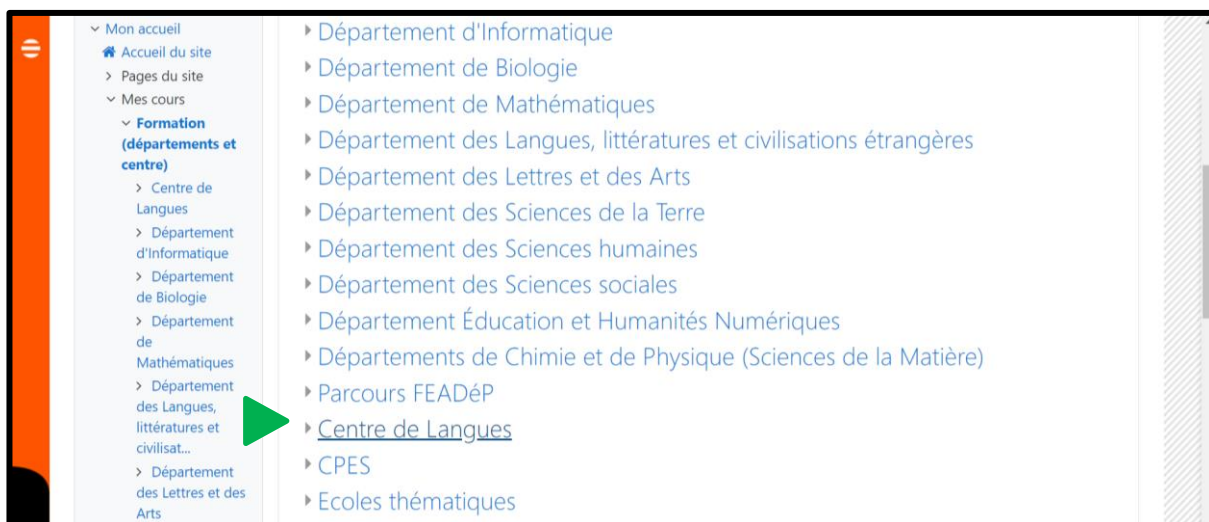 Mon accueil
Accueil du site
Pages du site
Mes cours
Formation
(départements et
centre)
Centre de
Langues
Département
d'Informatique
Département
de Biologie
Département
de
Mathématiques
Département
des Langues,
littératures et
civilisat...
Département
des Lettres et des
Arts
Département d'Informatique
Département de Biologie
Département de Mathématiques
Département des Langues, littératures et civilisations étrangères
Département des Lettres et des Arts
Département des Sciences de la Terre
Département des Sciences humaines
Département des Sciences sociales
Département Éducation et Humanités Numériques
Départements de Chimie et de Physique (Sciences de la Matière)
Parcours FEADéP
Centre de Langues
CPES
Ecoles thématiques